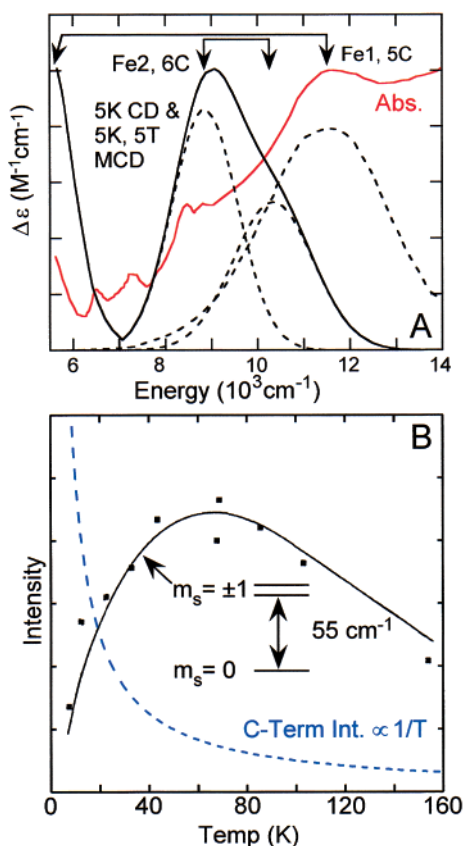 Fe2, 6C
Fe1, 5C
Abs.
5K CD &
5K, 5T
MCD
Δε (M⁻¹cm⁻¹)
A
6 8 10 12 14
Energy (10³cm⁻¹)
B
Intensity
mₛ= ±1
55 cm⁻¹
mₛ= 0
C-Term Int. ∝ 1/T
0 40 80 120 160
Temp (K)